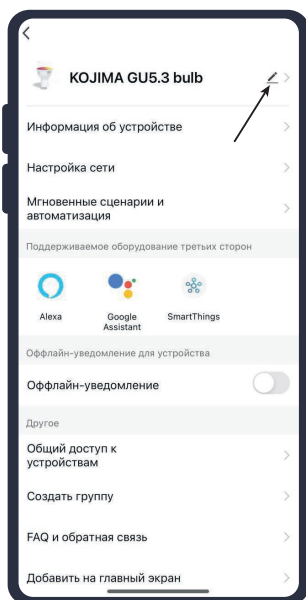 KOJIMA GU5.3 bulb
Информация об устройстве
Настройка сети
Мгновенные сценарии и
автоматизация
Поддерживаемое оборудование третьих сторон
Alexa
Google
Assistant
SmartThings
Оффлайн-уведомление для устройства
Оффлайн-уведомление
Другое
Общий доступ к
устройствам
Создать группу
FAQ и обратная связь
Добавить на главный экран